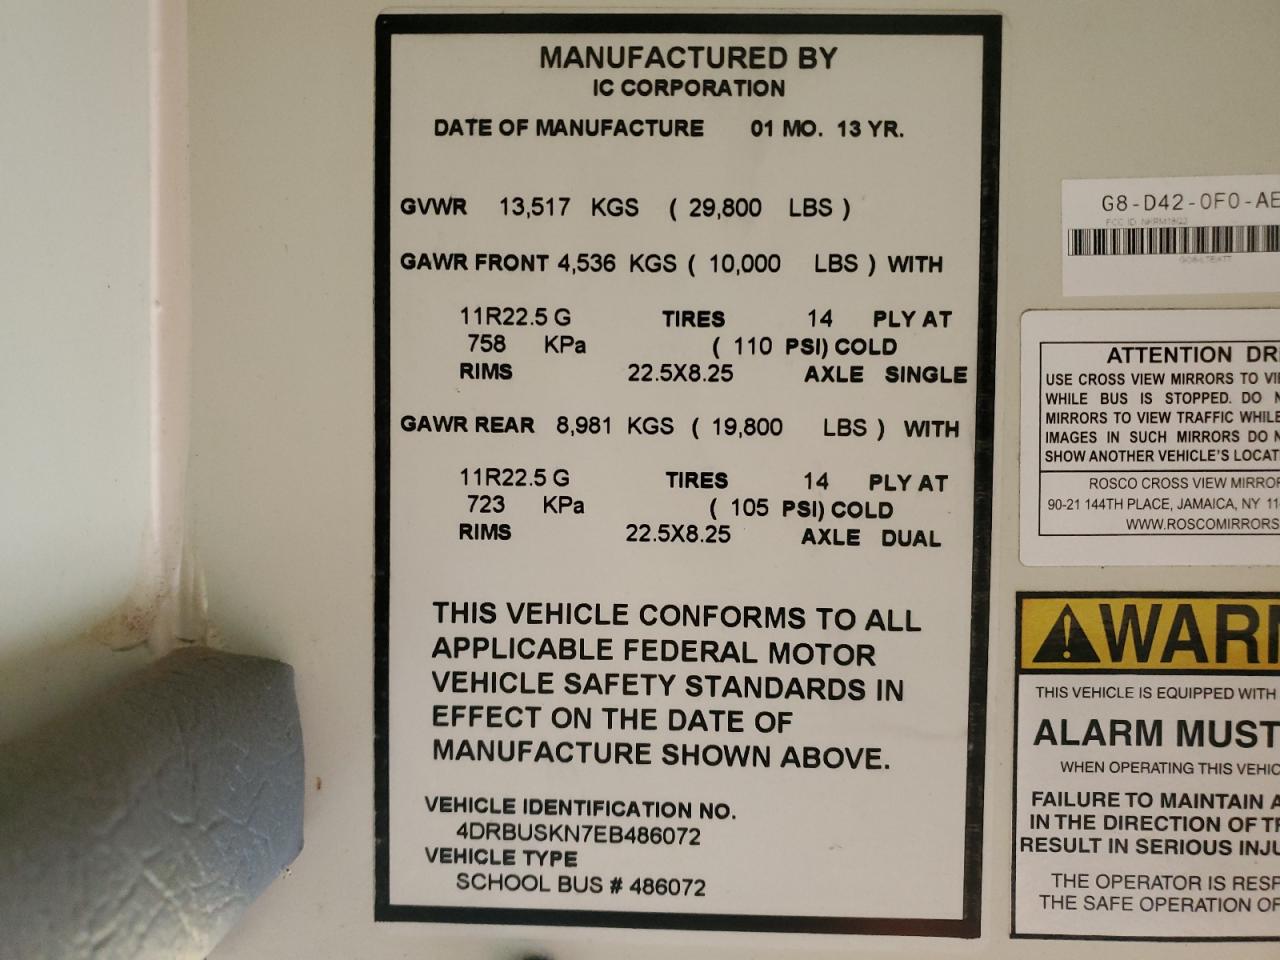 MANUFACTURED BY
IC CORPORATION
DATE OF MANUFACTURE 01 MO. 13 YR.
GVWR 13,517 KGS ( 29,800 LBS )
GAWR FRONT 4,536 KGS ( 10,000 LBS ) WITH
11R22.5 G TIRES 14 PLY AT
758 KPa ( 110 PSI) COLD
RIMS 22.5X8.25 AXLE SINGLE
GAWR REAR 8,981 KGS ( 19,800 LBS ) WITH
11R22.5 G TIRES 14 PLY AT
723 KPa ( 105 PSI) COLD
RIMS 22.5X8.25 AXLE DUAL
THIS VEHICLE CONFORMS TO ALL
APPLICABLE FEDERAL MOTOR
VEHICLE SAFETY STANDARDS IN
EFFECT ON THE DATE OF
MANUFACTURE SHOWN ABOVE.
VEHICLE IDENTIFICATION NO.
4DRBUSKN7EB486072
VEHICLE TYPE
SCHOOL BUS # 486072
G8-D42-0F0-AE
ATTENTION DRI
USE CROSS VIEW MIRRORS TO VIE
WHILE BUS IS STOPPED. DO N
MIRRORS TO VIEW TRAFFIC WHILE
IMAGES IN SUCH MIRRORS DO N
SHOW ANOTHER VEHICLE'S LOCATI
ROSCO CROSS VIEW MIRROR
90-21 144TH PLACE, JAMAICA, NY 11
WWW.ROSCOMIRRORS
WARN
THIS VEHICLE IS EQUIPPED WITH
ALARM MUST
WHEN OPERATING THIS VEHIC
FAILURE TO MAINTAIN A
IN THE DIRECTION OF TR
RESULT IN SERIOUS INJU
THE OPERATOR IS RESP
THE SAFE OPERATION OF